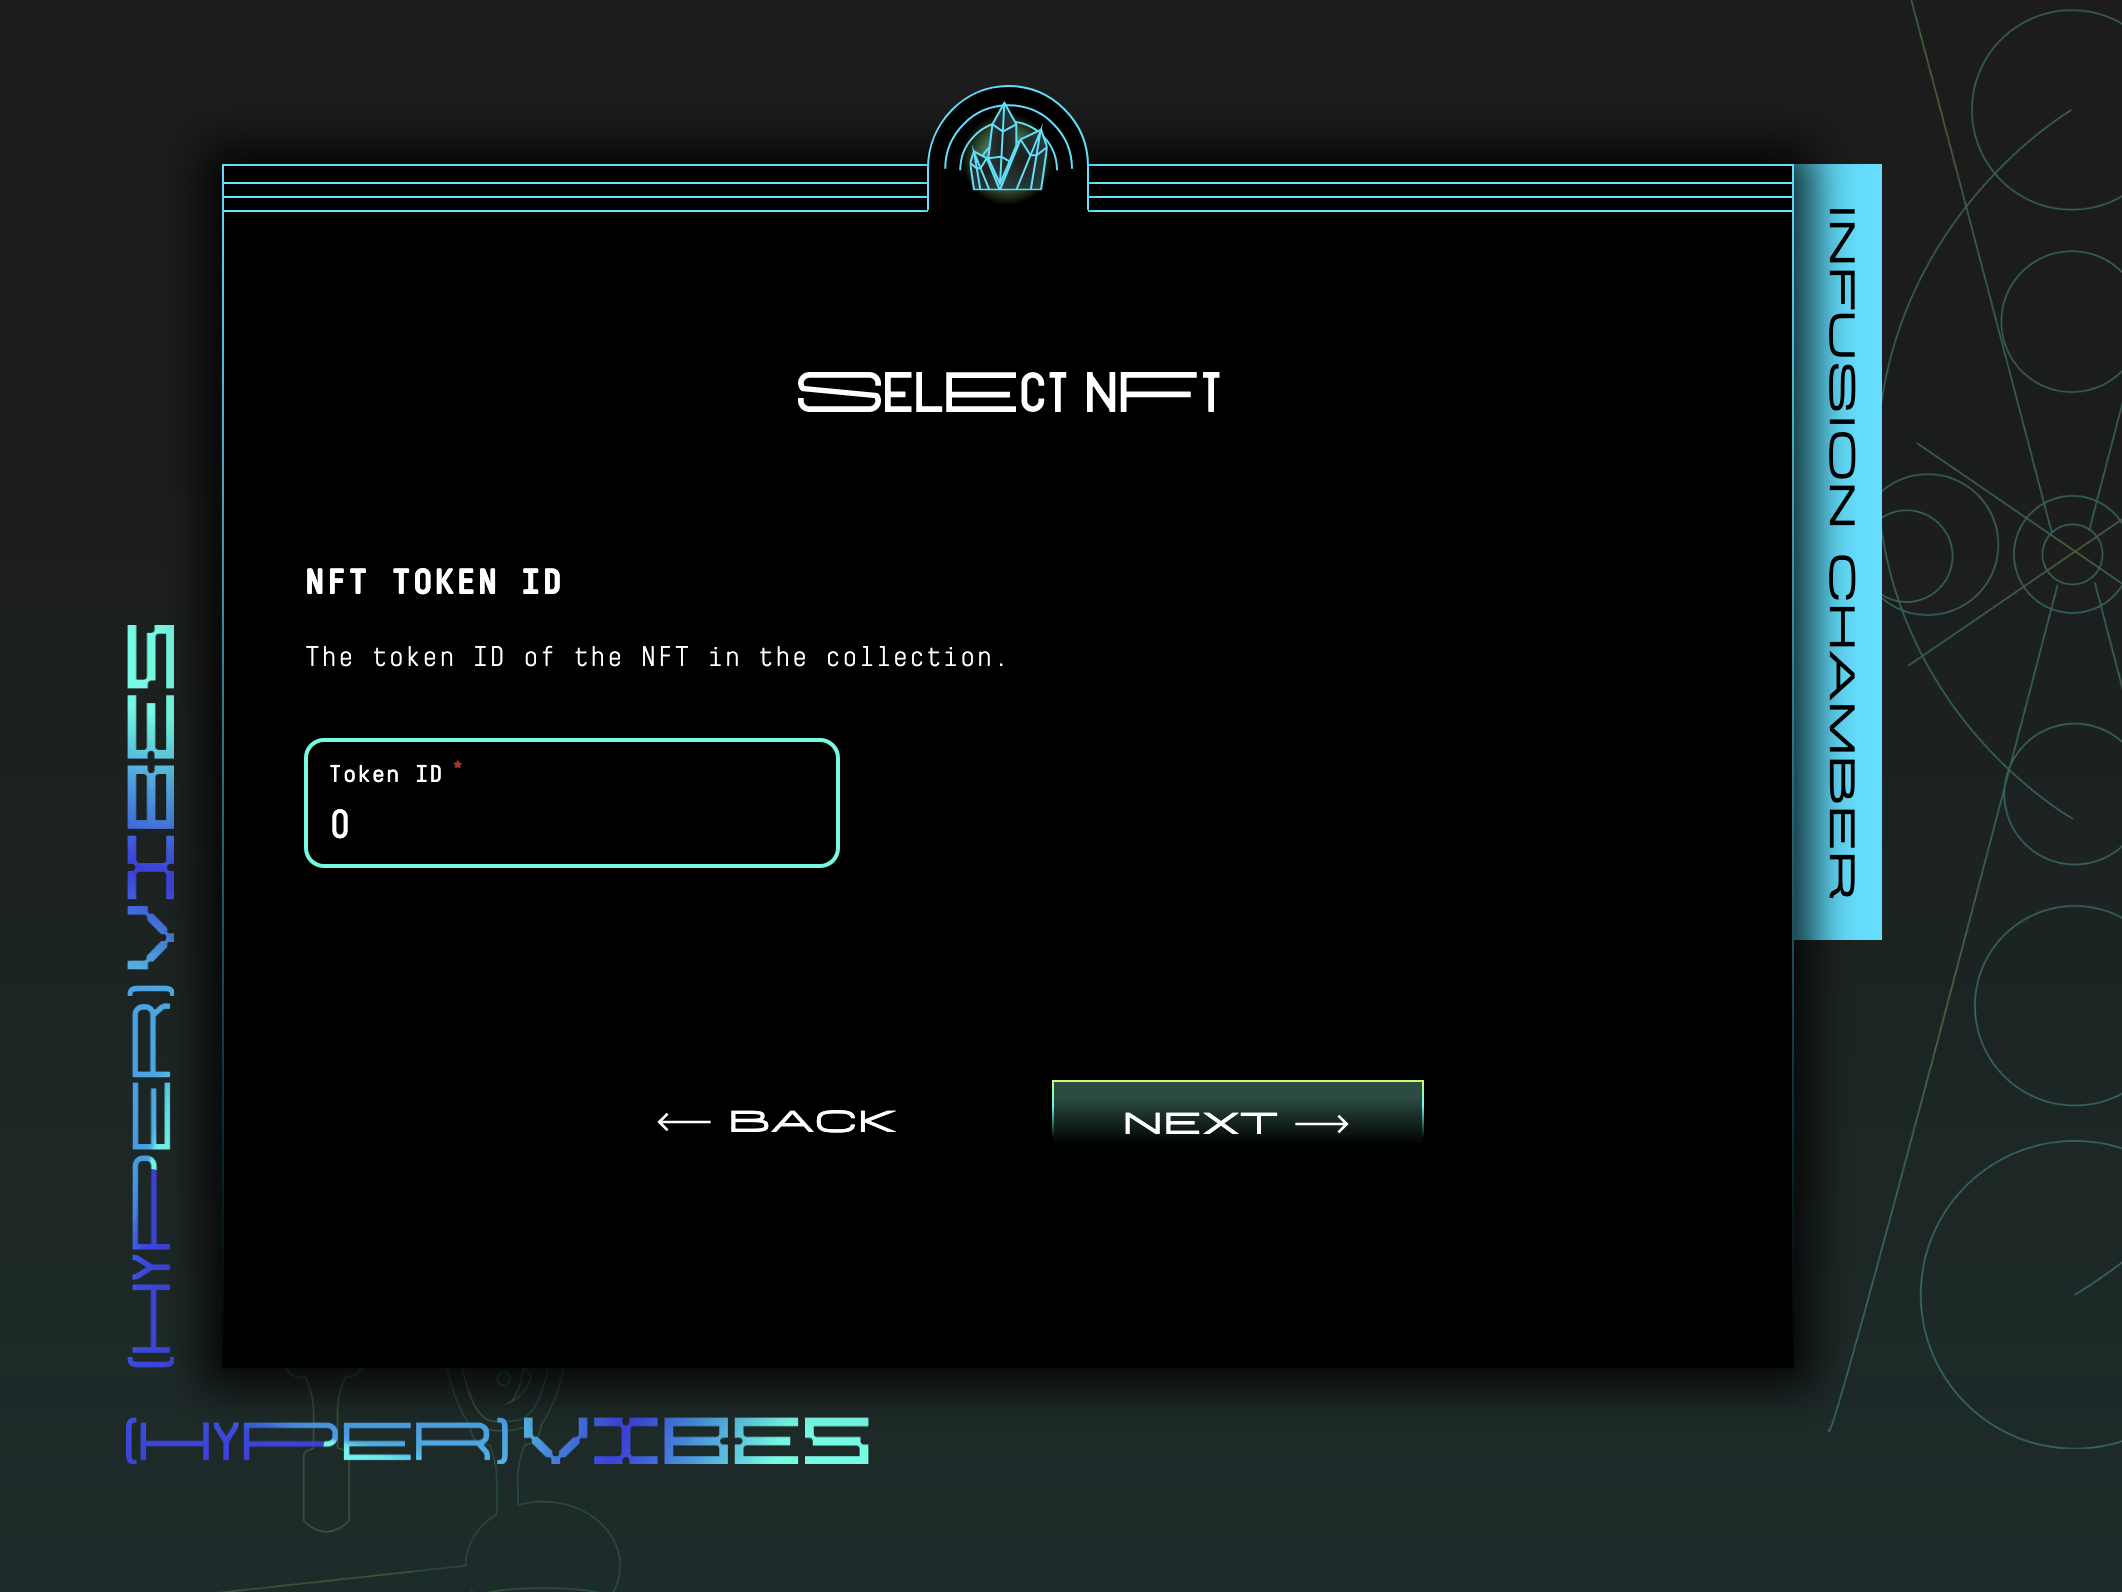 SELECT NFT
NFT TOKEN ID
The token ID of the NFT in the collection.
Token ID *
0
← BACK
NEXT →
INFUSION CHAMBER
(HYPER)VIBES
(HYPER)VIBES